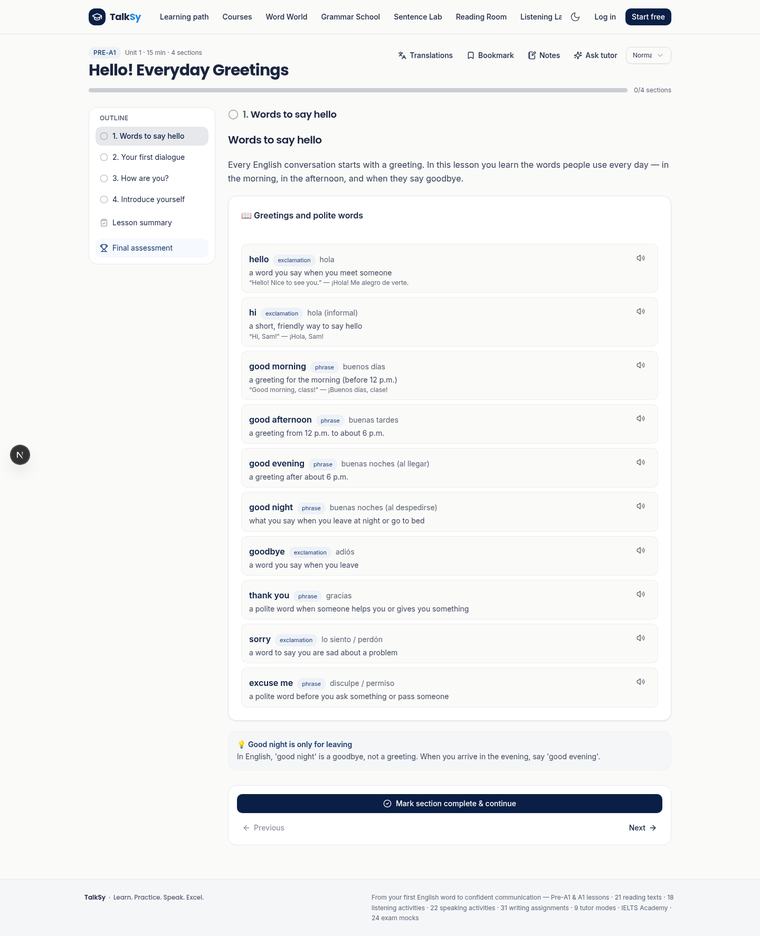 TalkSy
Learning path
Courses
Word World
Grammar School
Sentence Lab
Reading Room
Listening La
Log in
Start free
PRE-A1 Unit 1 · 15 min · 4 sections
Hello! Everyday Greetings
Translations
Bookmark
Notes
Ask tutor
Norma
0/4 sections
OUTLINE
1. Words to say hello
2. Your first dialogue
3. How are you?
4. Introduce yourself
Lesson summary
Final assessment
1. Words to say hello
Words to say hello
Every English conversation starts with a greeting. In this lesson you learn the words people use every day — in
the morning, in the afternoon, and when they say goodbye.
📖 Greetings and polite words
hello exclamation hola
a word you say when you meet someone
"Hello! Nice to see you." — ¡Hola! Me alegro de verte.
hi exclamation hola (informal)
a short, friendly way to say hello
"Hi, Sam!" — ¡Hola, Sam!
good morning phrase buenos días
a greeting for the morning (before 12 p.m.)
"Good morning, class!" — ¡Buenos días, clase!
good afternoon phrase buenas tardes
a greeting from 12 p.m. to about 6 p.m.
good evening phrase buenas noches (al llegar)
a greeting after about 6 p.m.
good night phrase buenas noches (al despedirse)
what you say when you leave at night or go to bed
goodbye exclamation adiós
a word you say when you leave
thank you phrase gracias
a polite word when someone helps you or gives you something
sorry exclamation lo siento / perdón
a word to say you are sad about a problem
excuse me phrase disculpe / permiso
a polite word before you ask something or pass someone
💡 Good night is only for leaving
In English, 'good night' is a goodbye, not a greeting. When you arrive in the evening, say 'good evening'.
Mark section complete & continue
← Previous
Next →
N
TalkSy · Learn. Practice. Speak. Excel.
From your first English word to confident communication — Pre-A1 & A1 lessons · 21 reading texts · 18
listening activities · 22 speaking activities · 31 writing assignments · 9 tutor modes · IELTS Academy ·
24 exam mocks